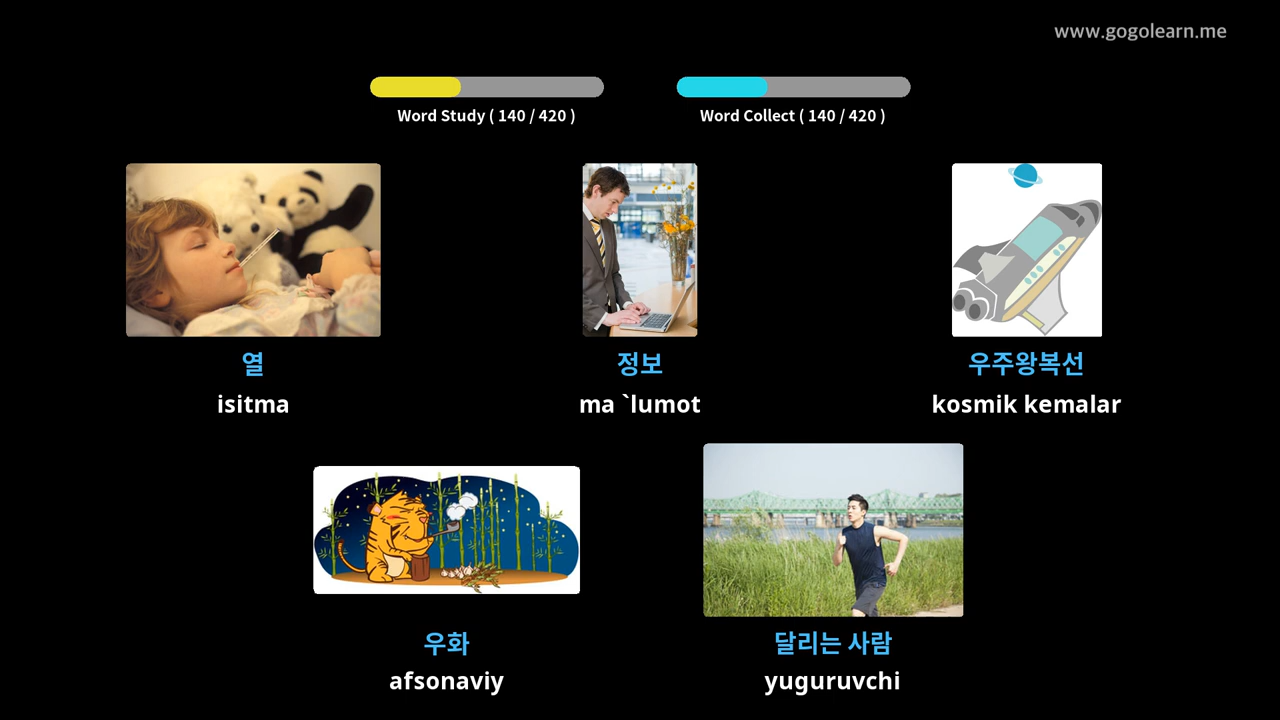 www.gogolearn.me
Word Study ( 140 / 420 )
Word Collect ( 140 / 420 )
열
정보
우주왕복선
isitma
ma `lumot
kosmik kemalar
우화
달리는 사람
afsonaviy
yuguruvchi